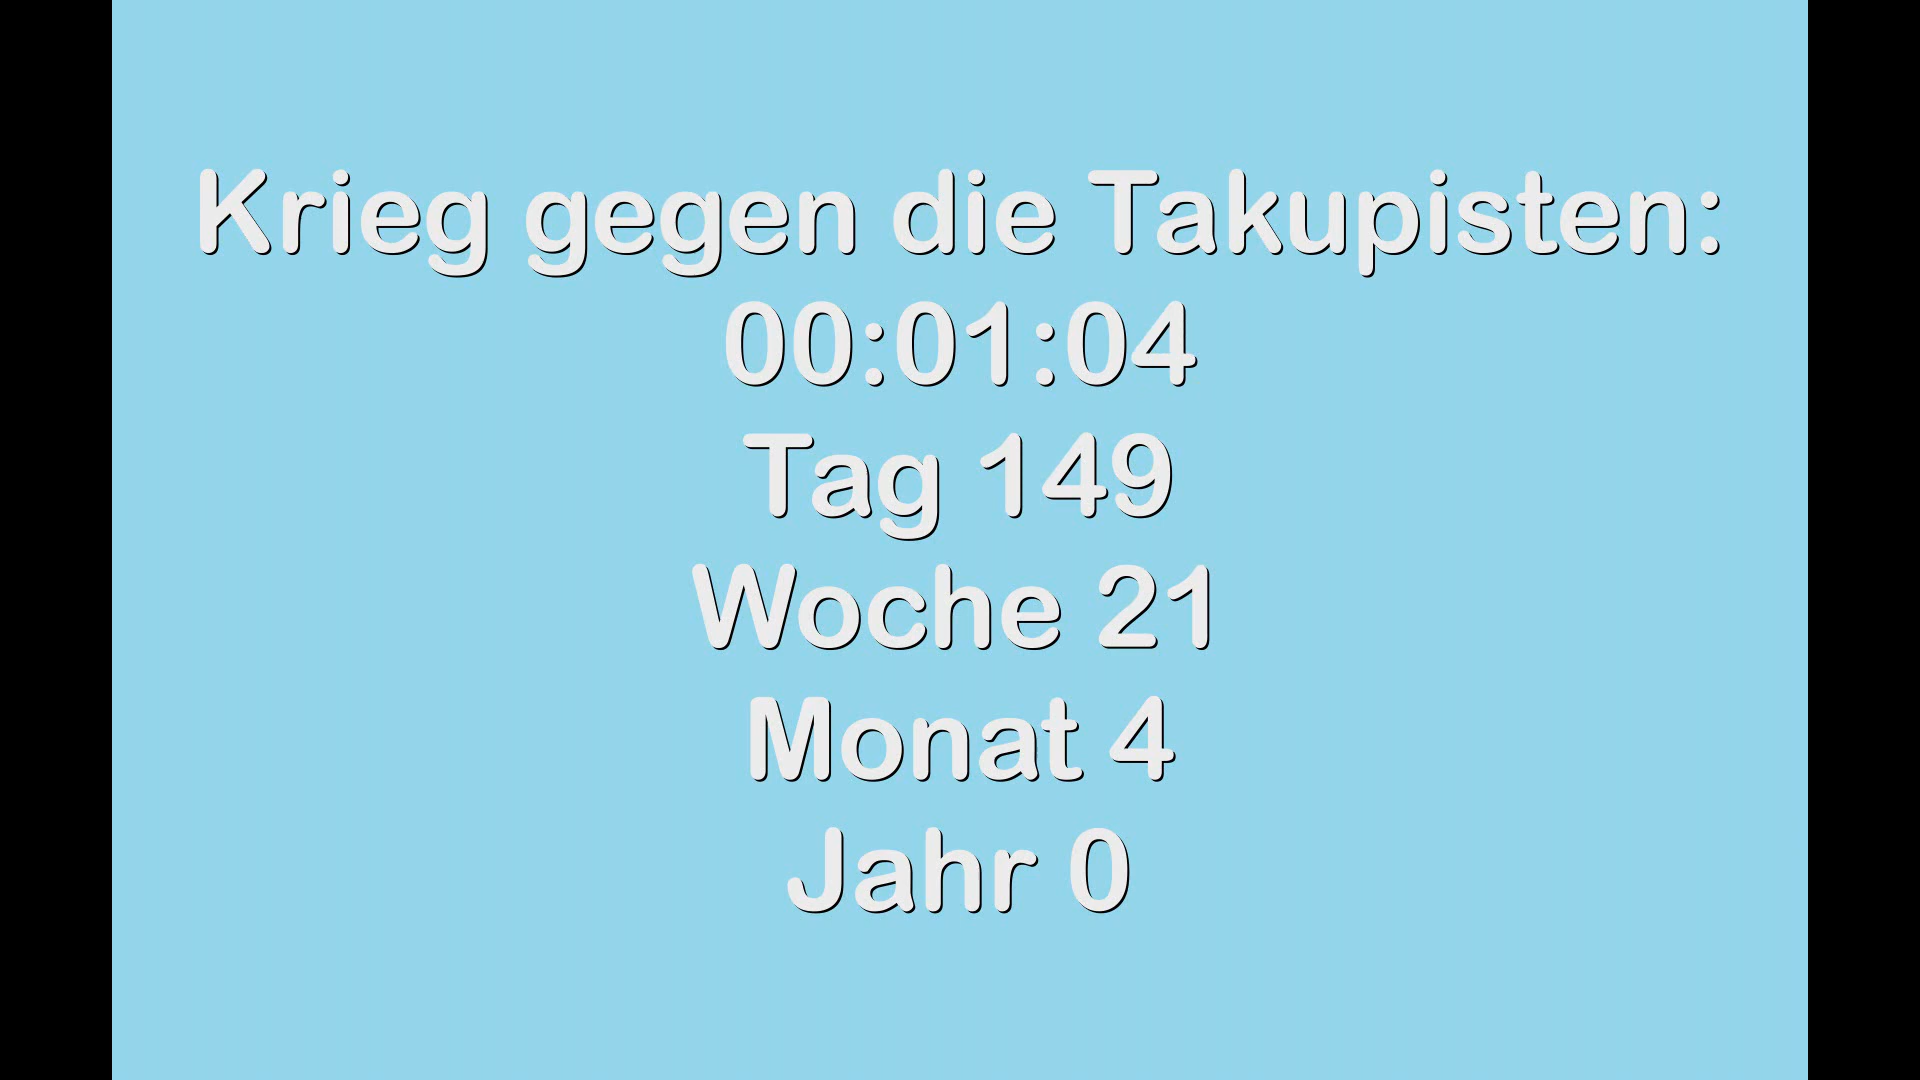 Krieg gegen die Takupisten:
00:01:04
Tag 149
Woche 21
Monat 4
Jahr 0